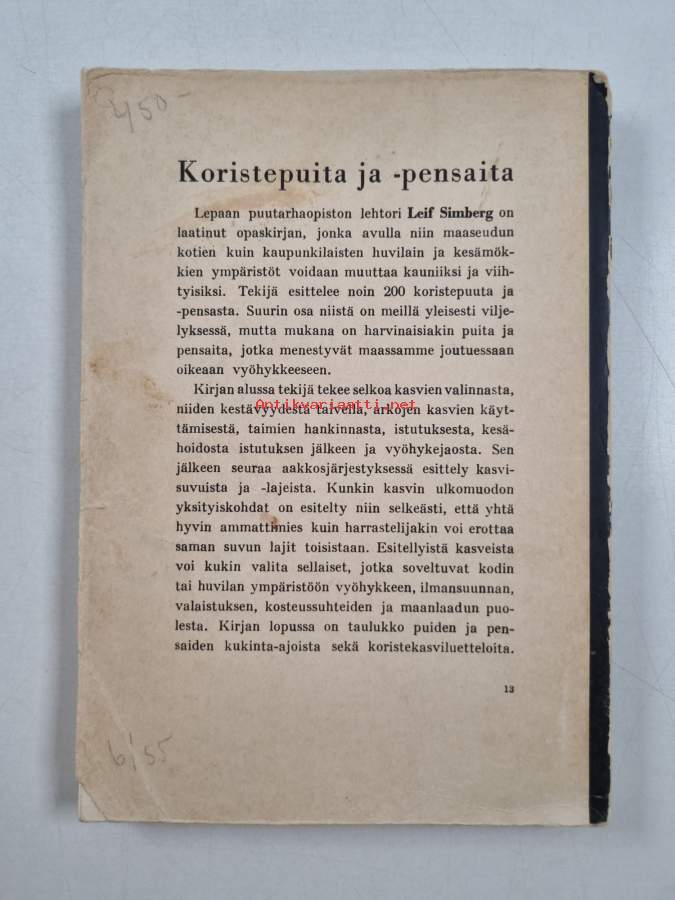 450-
Koristepuita ja -pensaita
Lepaan puutarhaopiston lehtori Leif Simberg on
laatinut opaskirjan, jonka avulla niin maaseudun
kotien kuin kaupunkilaisten huvilain ja kesämök-
kien ympäristöt voidaan muuttaa kauniiksi ja viih-
tyisiksi. Tekijä esittelee noin 200 koristepuuta ja
-pensasta. Suurin osa niistä on meillä yleisesti vilje-
lyksessä, mutta mukana on harvinaisiakin puita ja
pensaita, jotka menestyvät maassamme joutuessaan
oikeaan vyöhykkeeseen.
Kirjan alussa tekijä tekee selkoa kasvien valinnasta,
Antikvariaatti.net
niiden kestävyydestä talvella, arkojen kasvien käyt-
tämisestä, taimien hankinnasta, istutuksesta, kesä-
hoidosta istutuksen jälkeen ja vyöhykejaosta. Sen
jälkeen seuraa aakkosjärjestyksessä esittely kasvi-
suvuista ja -lajeista. Kunkin kasvin ulkomuodon
yksityiskohdat on esitelty niin selkeästi, että yhtä
hyvin ammattimies kuin harrastelijakin voi erottaa
saman suvun lajit toisistaan. Esitellyistä kasveista
voi kukin valita sellaiset, jotka soveltuvat kodin
tai huvilan ympäristöön vyöhykkeen, ilmansuunnan,
valaistuksen, kosteussuhteiden ja maanlaadun puo-
lesta. Kirjan lopussa on taulukko puiden ja pen-
saiden kukinta-ajoista sekä koristekasviluetteloita.
13
6/55